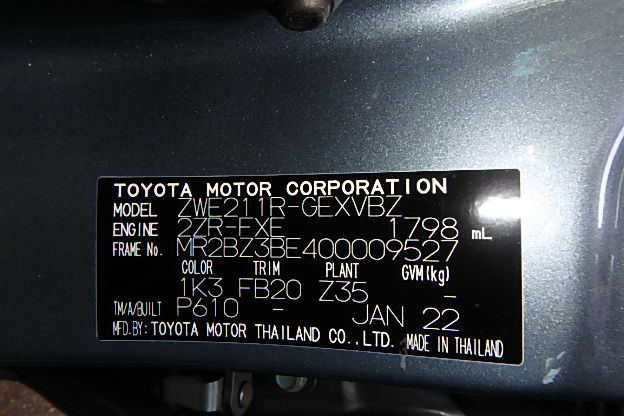 TOYOTA MOTOR CORPORATION
MODEL ZWE211R-GEXVBZ
ENGINE 2ZR-FXE 1798 mL
FRAME No. MR2BZ3BE400009527
COLOR TRIM PLANT GVM(kg)
1K3 FB20 Z35 -
TM/A/BUILT P610 - JAN 22
MFD.BY: TOYOTA MOTOR THAILAND CO.,LTD. MADE IN THAILAND